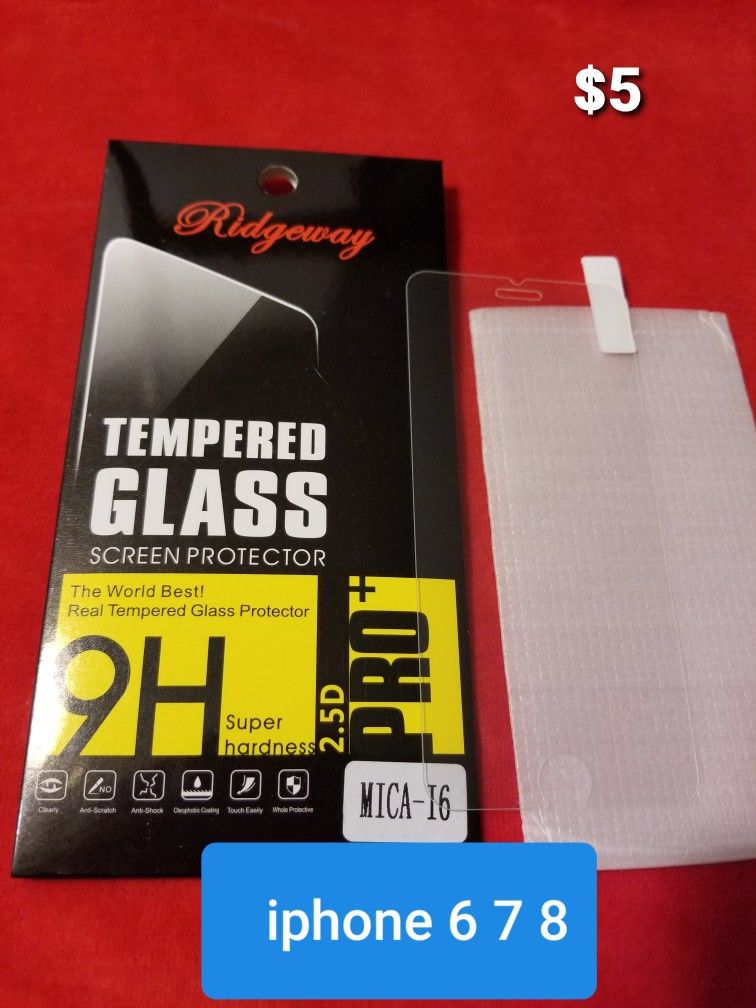 $5
Ridgeway
TEMPERED
GLASS
SCREEN PROTECTOR
The World Best!
Real Tempered Glass Protector
9H
Super
hardness
2.5D
PRO+
NO
Clearly Anti-Scratch Anti-Shock Oleophobic Coating Touch Easily Whole Protective
MICA-I6
iphone 6 7 8